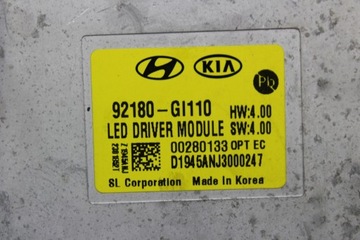 KIA
P12
92180-GI110 HW:4.00
LED DRIVER MODULE SW:4.00
00280133 OPT EC
D1945ANJ3000247
SL Corporation Made In Korea